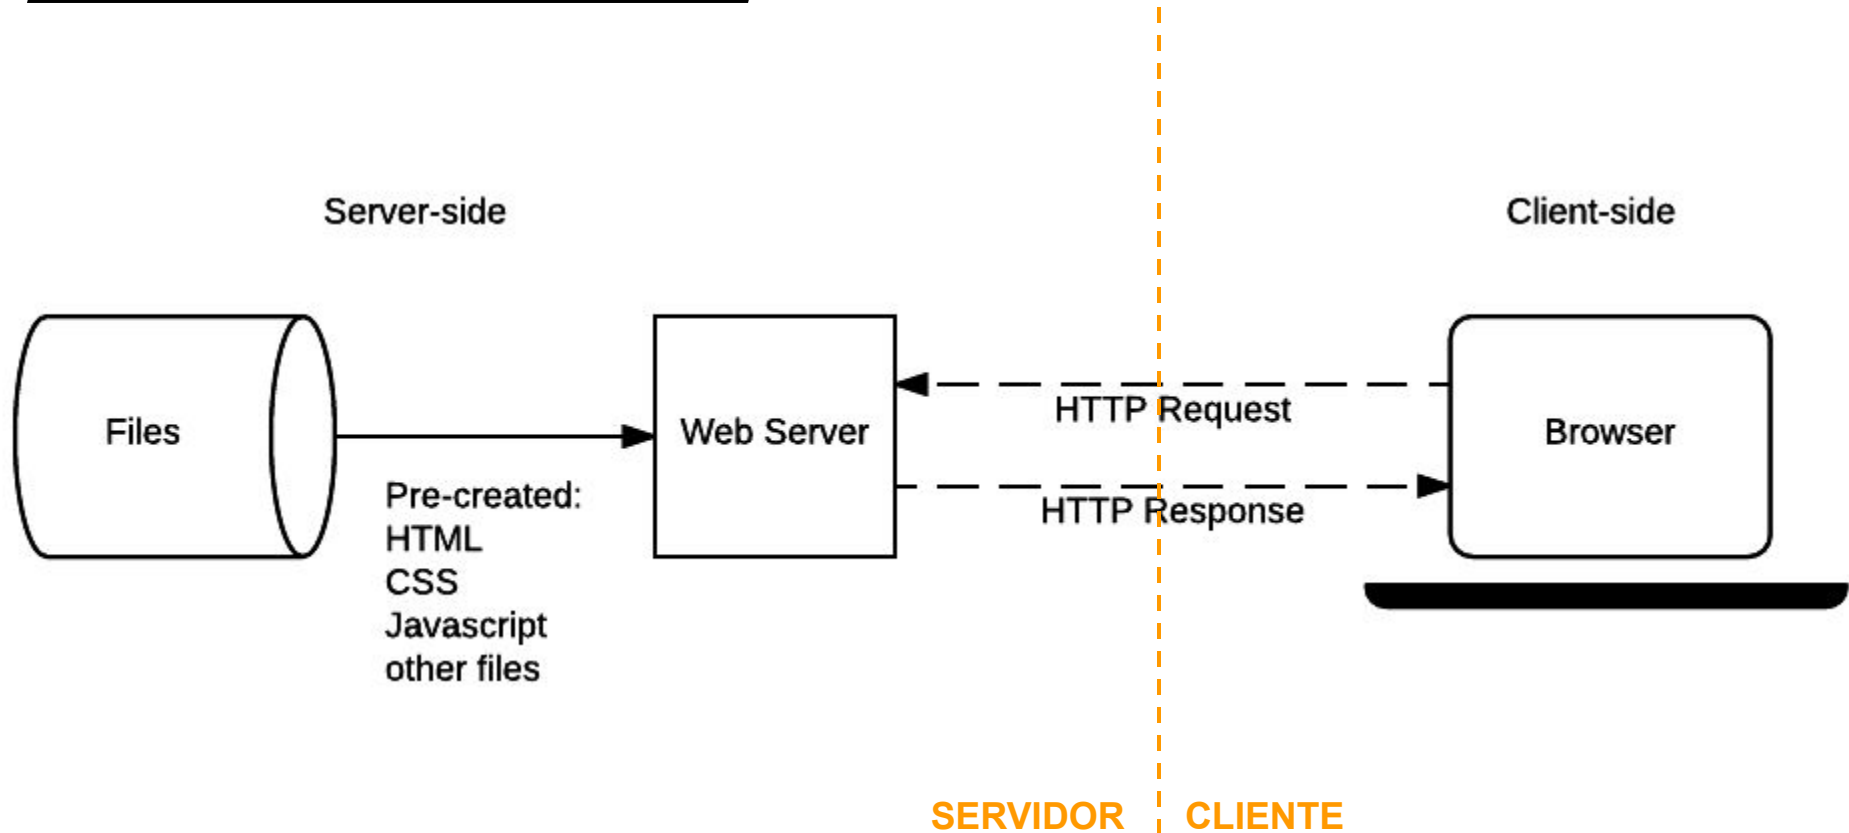 Server-side
Client-side
Files
Web Server
HTTP Request
Browser
HTTP Response
Pre-created:
HTML
CSS
Javascript
other files
SERVIDOR
CLIENTE